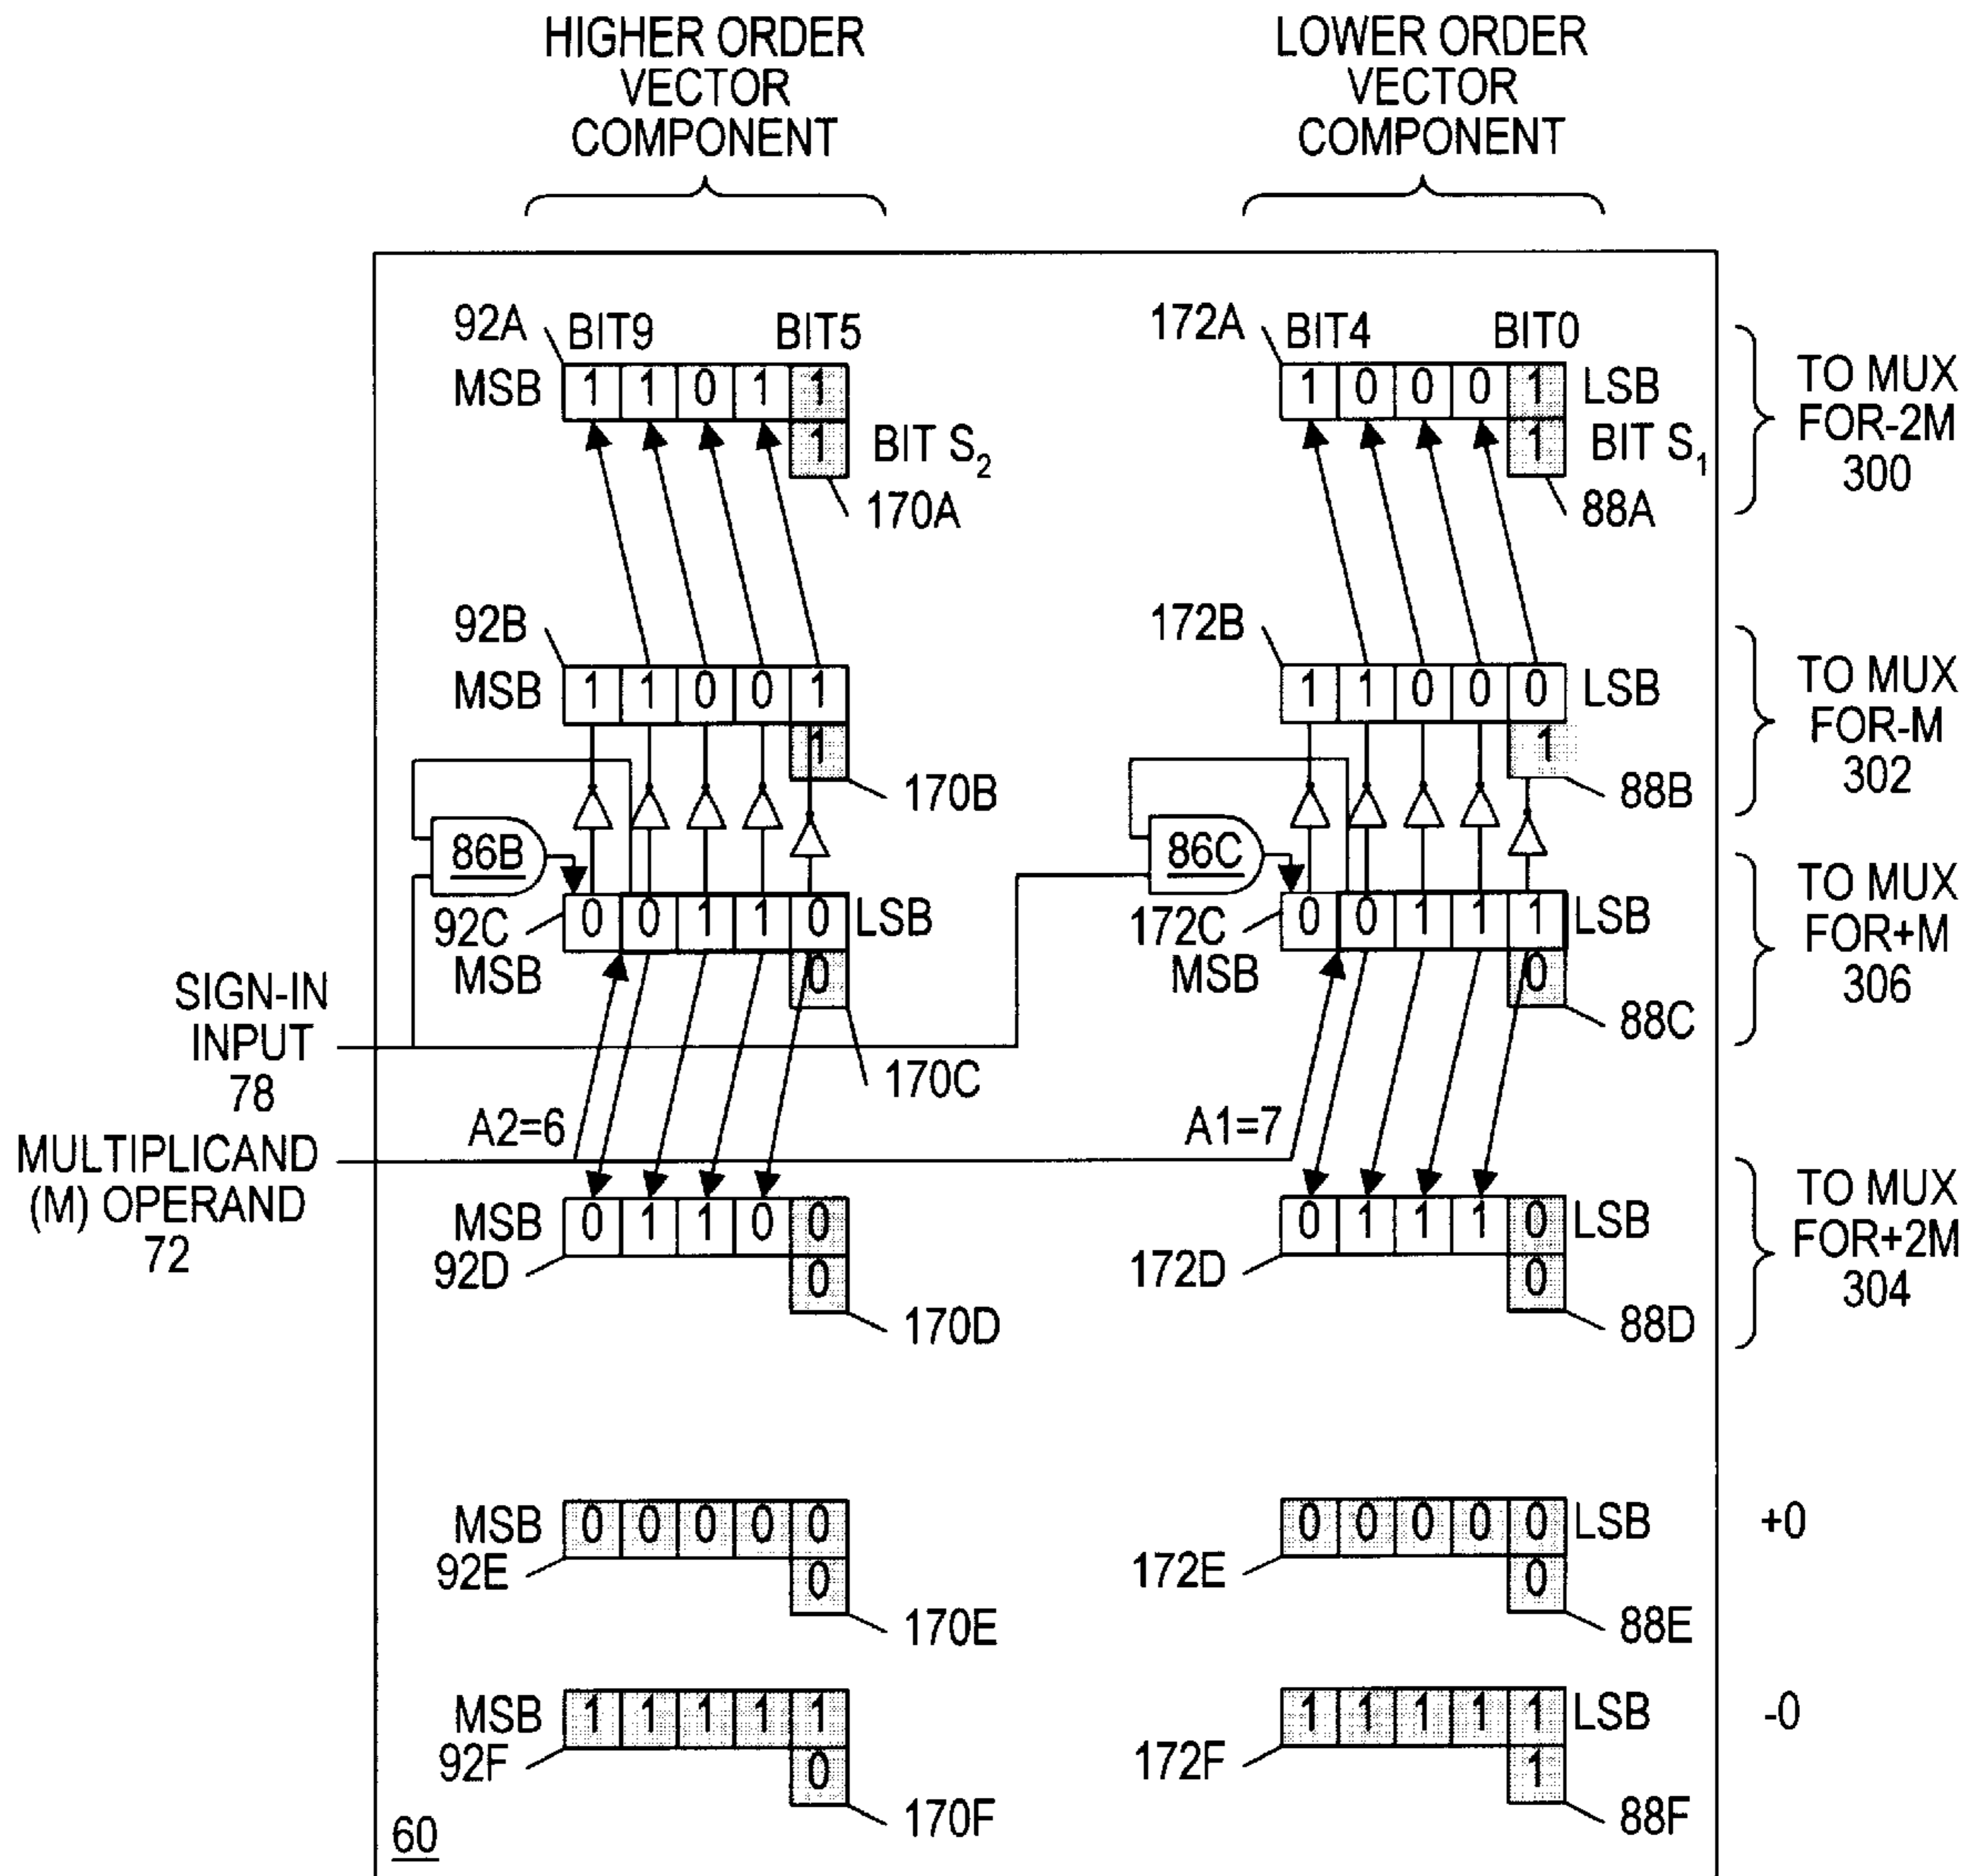 HIGHER ORDER
VECTOR
COMPONENT
LOWER ORDER
VECTOR
COMPONENT
92A
BIT9
BIT5
172A
BIT4
BIT0
MSB
1 1 0 1 1
1 0 0 0 1
LSB
1
BIT S2
1
BIT S1
170A
88A
TO MUX
FOR-2M
300
92B
172B
MSB
1 1 0 0 1
1 1 0 0 0
LSB
1
1
170B
88B
TO MUX
FOR-M
302
86B
86C
92C
0 0 1 1 0
LSB
172C
0 0 1 1 1
LSB
MSB
0
MSB
0
170C
88C
TO MUX
FOR+M
306
SIGN-IN
INPUT
78
A2=6
A1=7
MULTIPLICAND
(M) OPERAND
72
MSB
0 1 1 0 0
0 1 1 1 0
LSB
92D
0
172D
0
170D
88D
TO MUX
FOR+2M
304
MSB
0 0 0 0 0
0 0 0 0 0
LSB
+0
92E
0
172E
0
170E
88E
MSB
1 1 1 1 1
1 1 1 1 1
LSB
-0
92F
0
172F
1
170F
88F
60